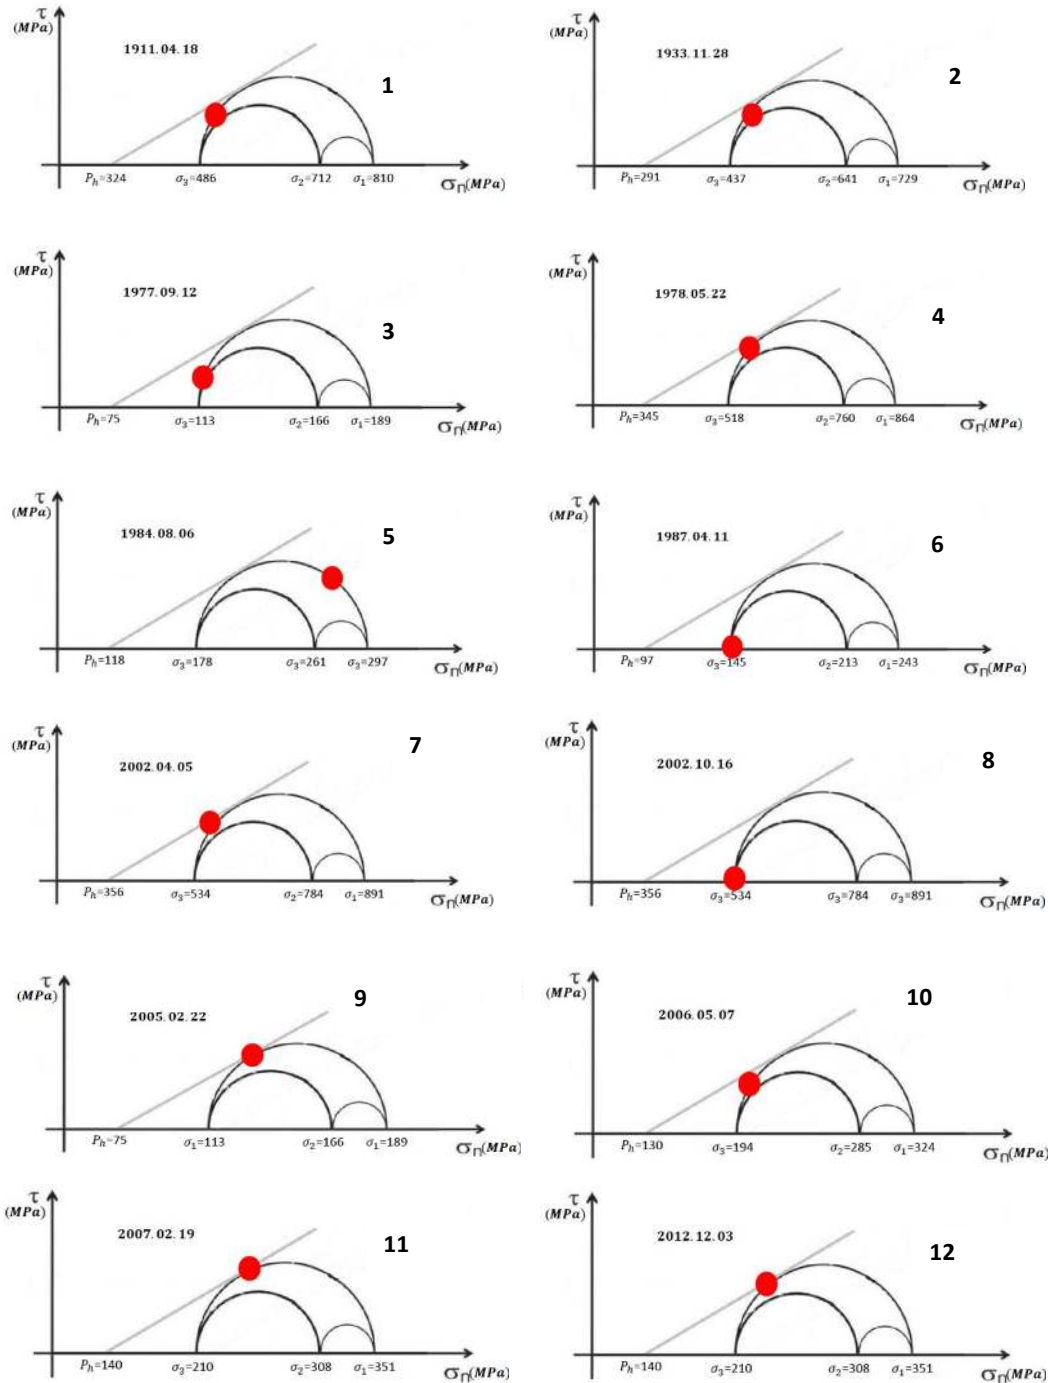 τ
(MPa)
1911.04.18
1
Pₕ=324 σ₃=486 σ₂=712 σ₁=810
σn(MPa)
τ
(MPa)
1933.11.28
2
Pₕ=291 σ₃=437 σ₂=641 σ₁=729
σn(MPa)
τ
(MPa)
1977.09.12
3
Pₕ=75 σ₃=113 σ₂=166 σ₁=189
σn(MPa)
τ
(MPa)
1978.05.22
4
Pₕ=345 σ₃=518 σ₂=760 σ₁=864
σn(MPa)
τ
(MPa)
1984.08.06
5
Pₕ=118 σ₃=178 σ₃=261 σ₃=297
σn(MPa)
τ
(MPa)
1987.04.11
6
Pₕ=97 σ₃=145 σ₂=213 σ₁=243
σn(MPa)
τ
(MPa)
2002.04.05
7
Pₕ=356 σ₃=534 σ₂=784 σ₁=891
σn(MPa)
τ
(MPa)
2002.10.16
8
Pₕ=356 σ₃=534 σ₃=784 σ₃=891
σn(MPa)
τ
(MPa)
2005.02.22
9
Pₕ=75 σ₁=113 σ₂=166 σ₁=189
σn(MPa)
τ
(MPa)
2006.05.07
10
Pₕ=130 σ₃=194 σ₂=285 σ₁=324
σn(MPa)
τ
(MPa)
2007.02.19
11
Pₕ=140 σ₃=210 σ₂=308 σ₁=351
σn(MPa)
τ
(MPa)
2012.12.03
12
Pₕ=140 σ₃=210 σ₂=308 σ₁=351
σn(MPa)